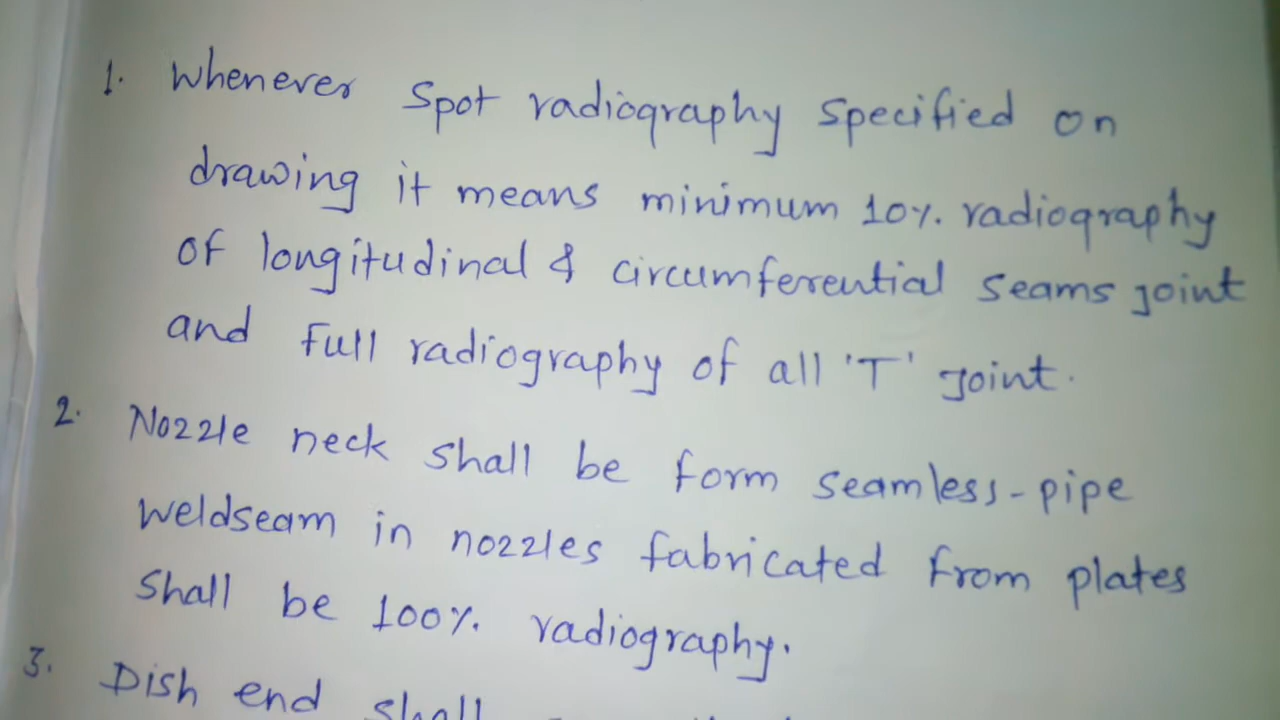 1. Whenever Spot radiography Specified on
drawing it means minimum 10%. radiography
of longitudinal & circumferential seams joint
and full radiography of all 'T' joint.
2. Nozzle neck shall be form seamless-pipe
weldseam in nozzles fabricated from plates
Shall be 100%. radiography.
3. Dish end shall